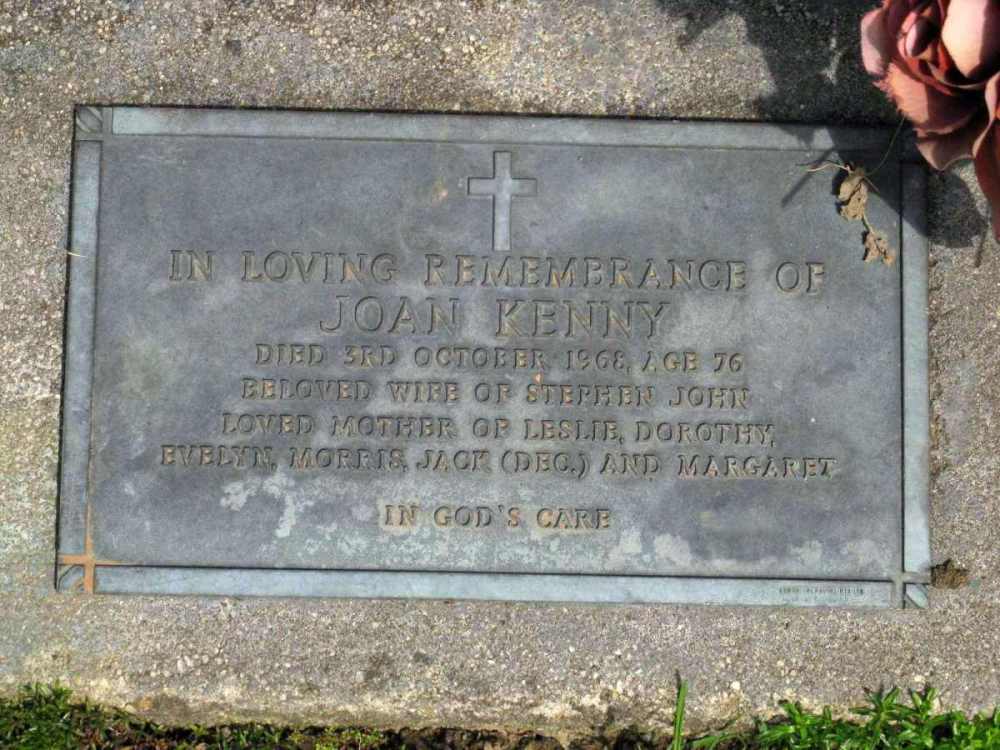 IN LOVING REMEMBRANCE OF
JOAN KENNY
DIED 3RD OCTOBER 1968, AGE 76
BELOVED WIFE OF STEPHEN JOHN
LOVED MOTHER OF LESLIE, DOROTHY,
EVELYN, MORRIS, JACK (DEC.) AND MARGARET
IN GOD'S CARE